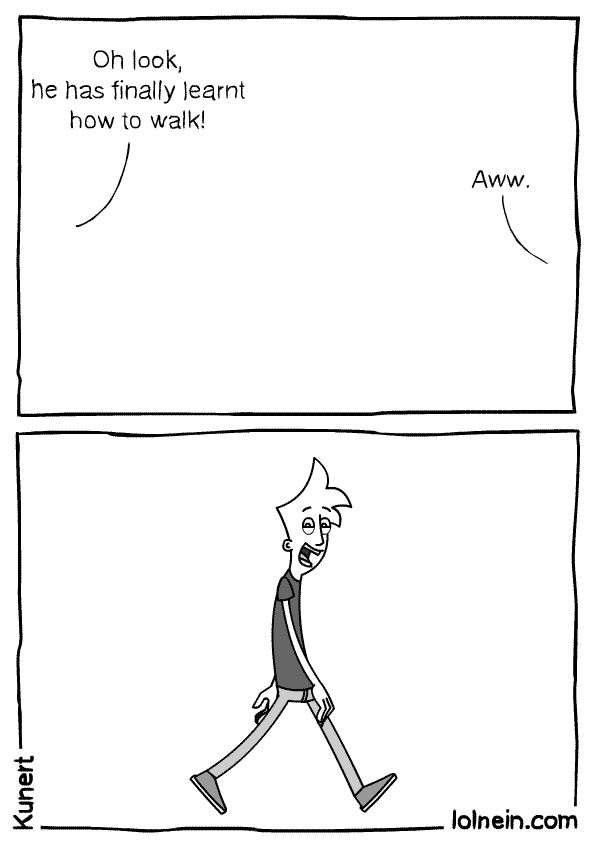 Oh look,
he has finally learnt
how to walk!
Aww.
Kunert
lolnein.com